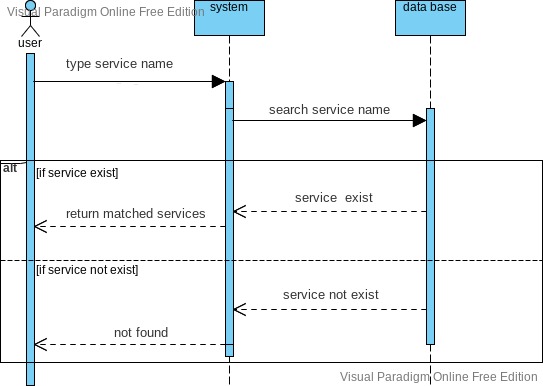 Visual Paradigm Online Free Edition
system
data base
user
type service name
search service name
alt
[if service exist]
service exist
return matched services
[if service not exist]
service not exist
not found
Visual Paradigm Online Free Edition